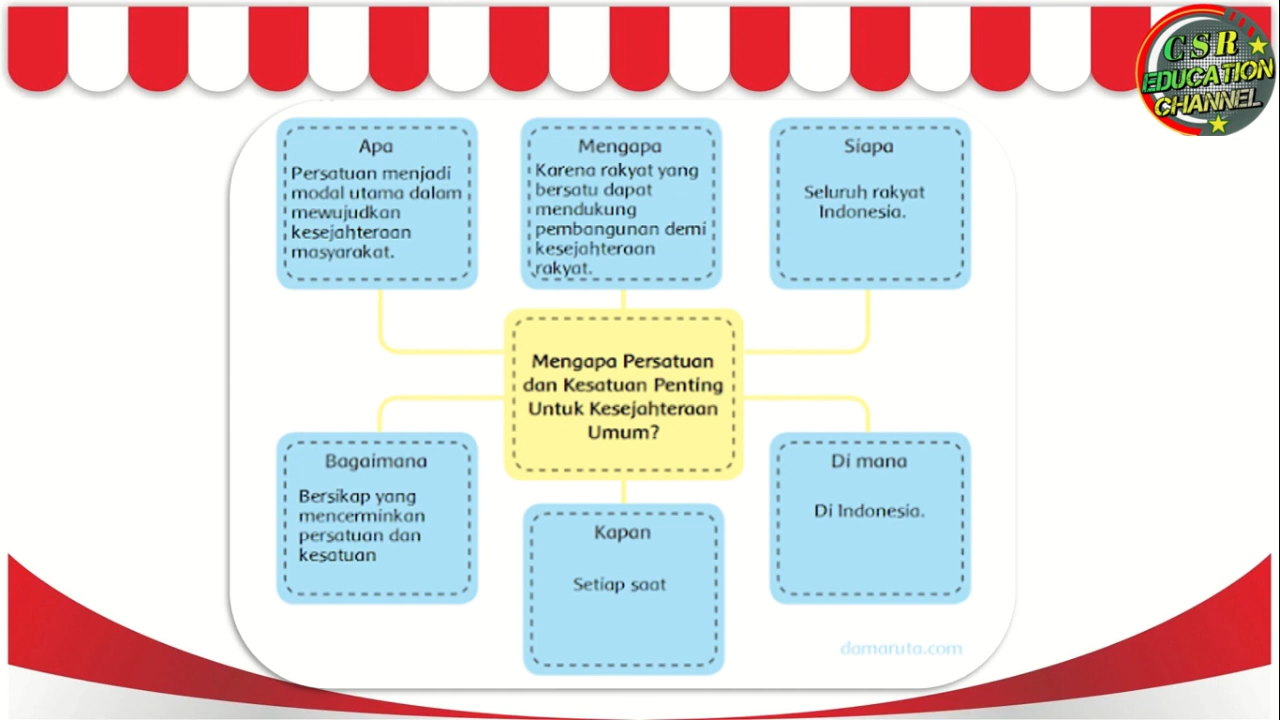 CSR
EDUCATION
CHANNEL
Apa
Persatuan menjadi
modal utama dalam
mewujudkan
kesejahteraan
masyarakat.
Mengapa
Karena rakyat yang
bersatu dapat
mendukung
pembangunan demi
kesejahteraan
rakyat.
Siapa
Seluruh rakyat
Indonesia.
Mengapa Persatuan
dan Kesatuan Penting
Untuk Kesejahteraan
Umum?
Bagaimana
Bersikap yang
mencerminkan
persatuan dan
kesatuan
Kapan
Setiap saat
Di mana
Di Indonesia.
damaruta.com